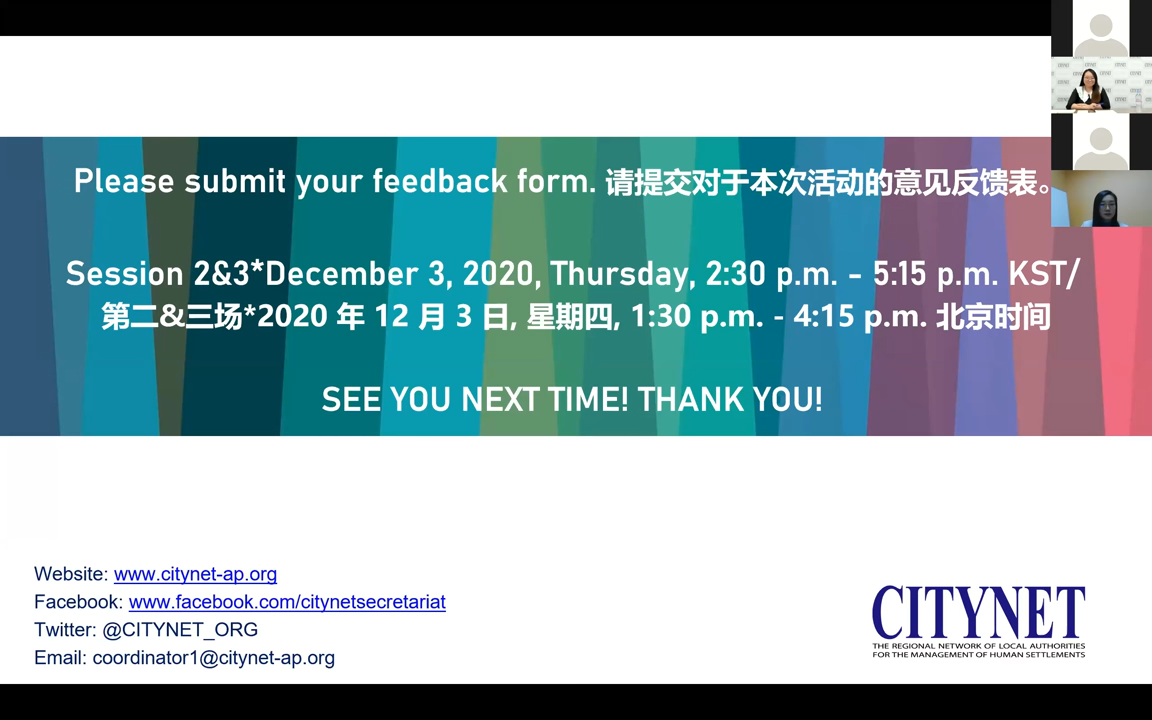 Please submit your feedback form. 请提交对于本次活动的意见反馈表。
Session 2&3*December 3, 2020, Thursday, 2:30 p.m. – 5:15 p.m. KST/
第二&三场*2020 年 12 月 3 日, 星期四, 1:30 p.m. - 4:15 p.m. 北京时间
SEE YOU NEXT TIME! THANK YOU!
Website: www.citynet-ap.org
Facebook: www.facebook.com/citynetsecretariat
Twitter: @CITYNET_ORG
Email: coordinator1@citynet-ap.org
CITYNET
THE REGIONAL NETWORK OF LOCAL AUTHORITIES
FOR THE MANAGEMENT OF HUMAN SETTLEMENTS